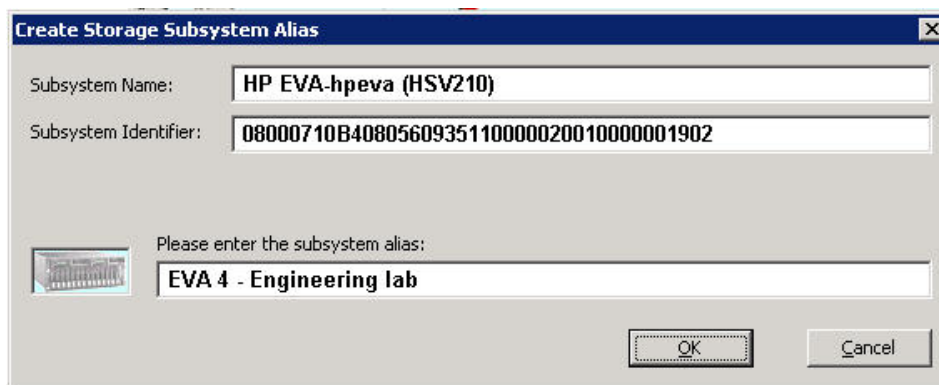 Create Storage Subsystem Alias
Subsystem Name: HP EVA-hpeva (HSV210)
Subsystem Identifier: 08000710B4080560935110000020010000001902
Please enter the subsystem alias:
EVA 4 - Engineering lab
OK Cancel